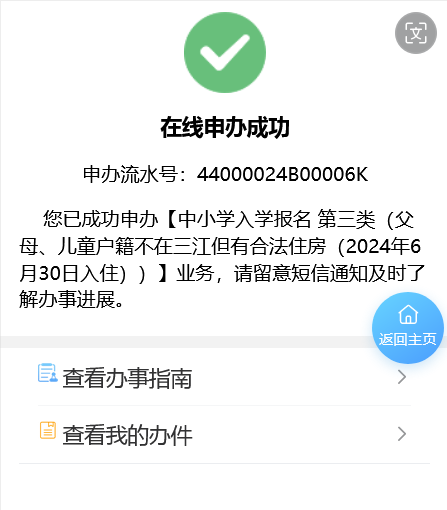 文
在线申办成功
申办流水号：44000024B00006K
您已成功申办【中小学入学报名 第三类（父
母、儿童户籍不在三江但有合法住房（2024年6
月30日入住））】业务，请留意短信通知及时了
解办事进展。
返回主页
查看办事指南
查看我的办件